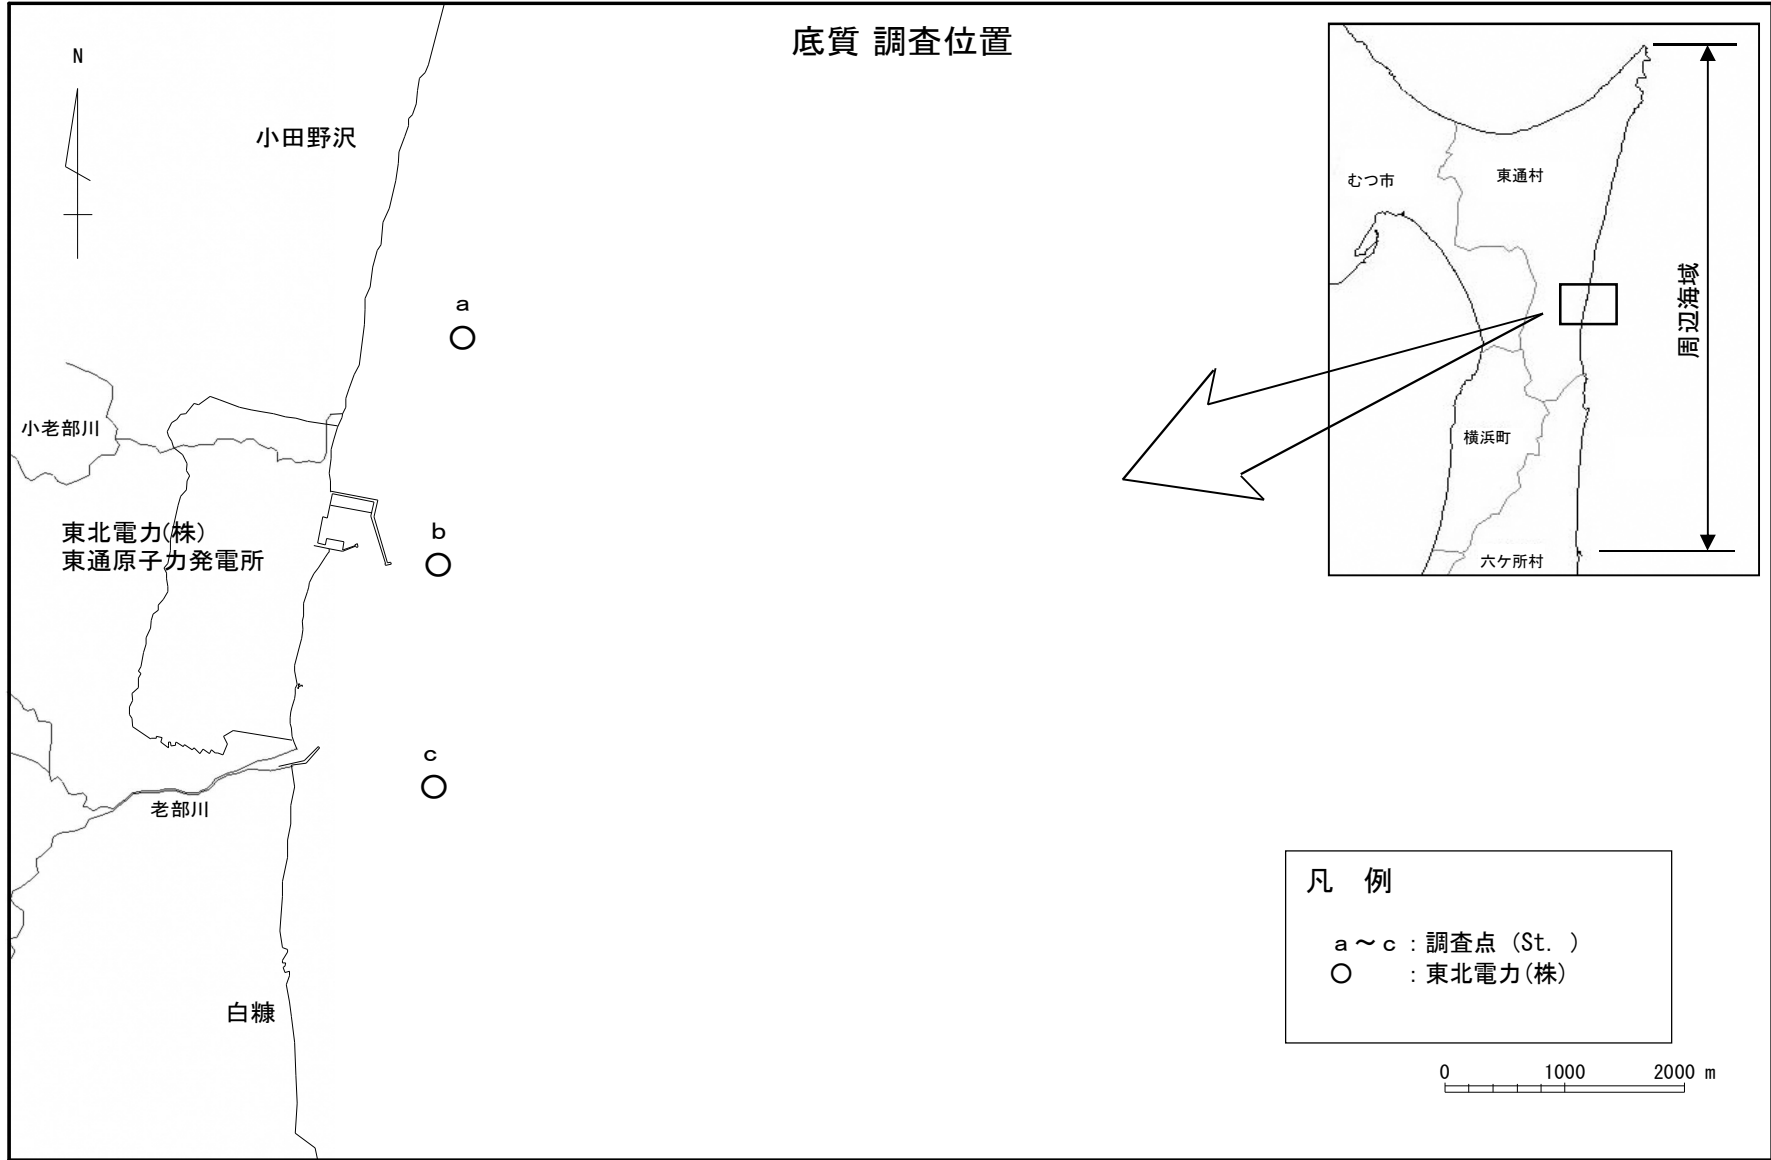 底質 調査位置
N
小田野沢
a
小老部川
東北電力(株)
東通原子力発電所
b
c
老部川
白糠
むつ市
東通村
横浜町
六ケ所村
周辺海域
凡 例
a～c：調査点（St. ）
○ ：東北電力(株)
0 1000 2000 m